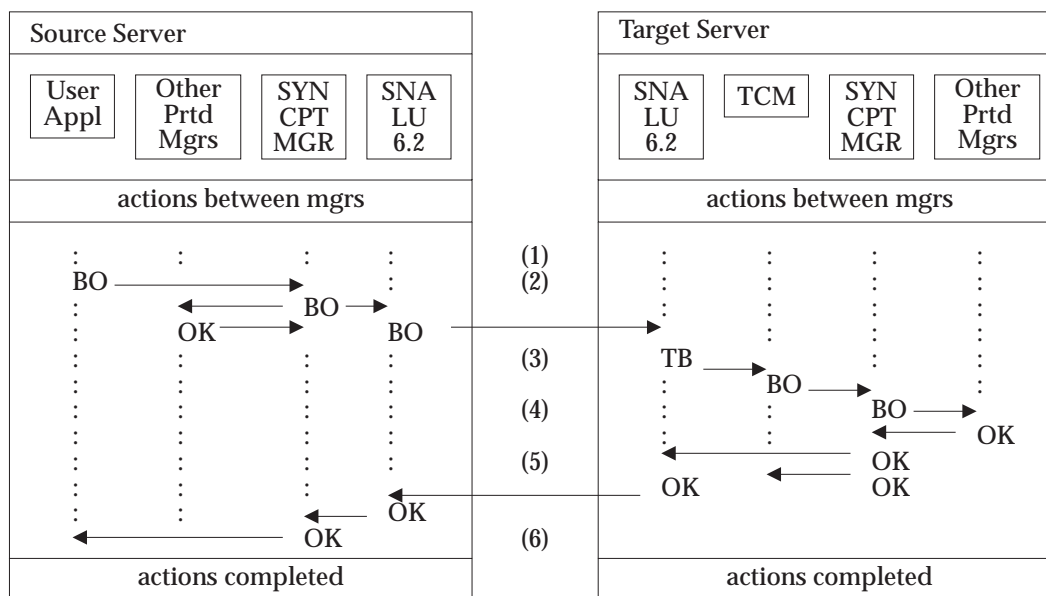 Source Server
Target Server
User
Appl
Other
Prtd
Mgrs
SYN
CPT
MGR
SNA
LU
6.2
SNA
LU
6.2
TCM
SYN
CPT
MGR
Other
Prtd
Mgrs
actions between mgrs
actions between mgrs
(1)
BO
(2)
BO
OK
BO
(3)
TB
BO
(4)
BO
OK
(5)
OK
OK
OK
OK
OK
(6)
actions completed
actions completed